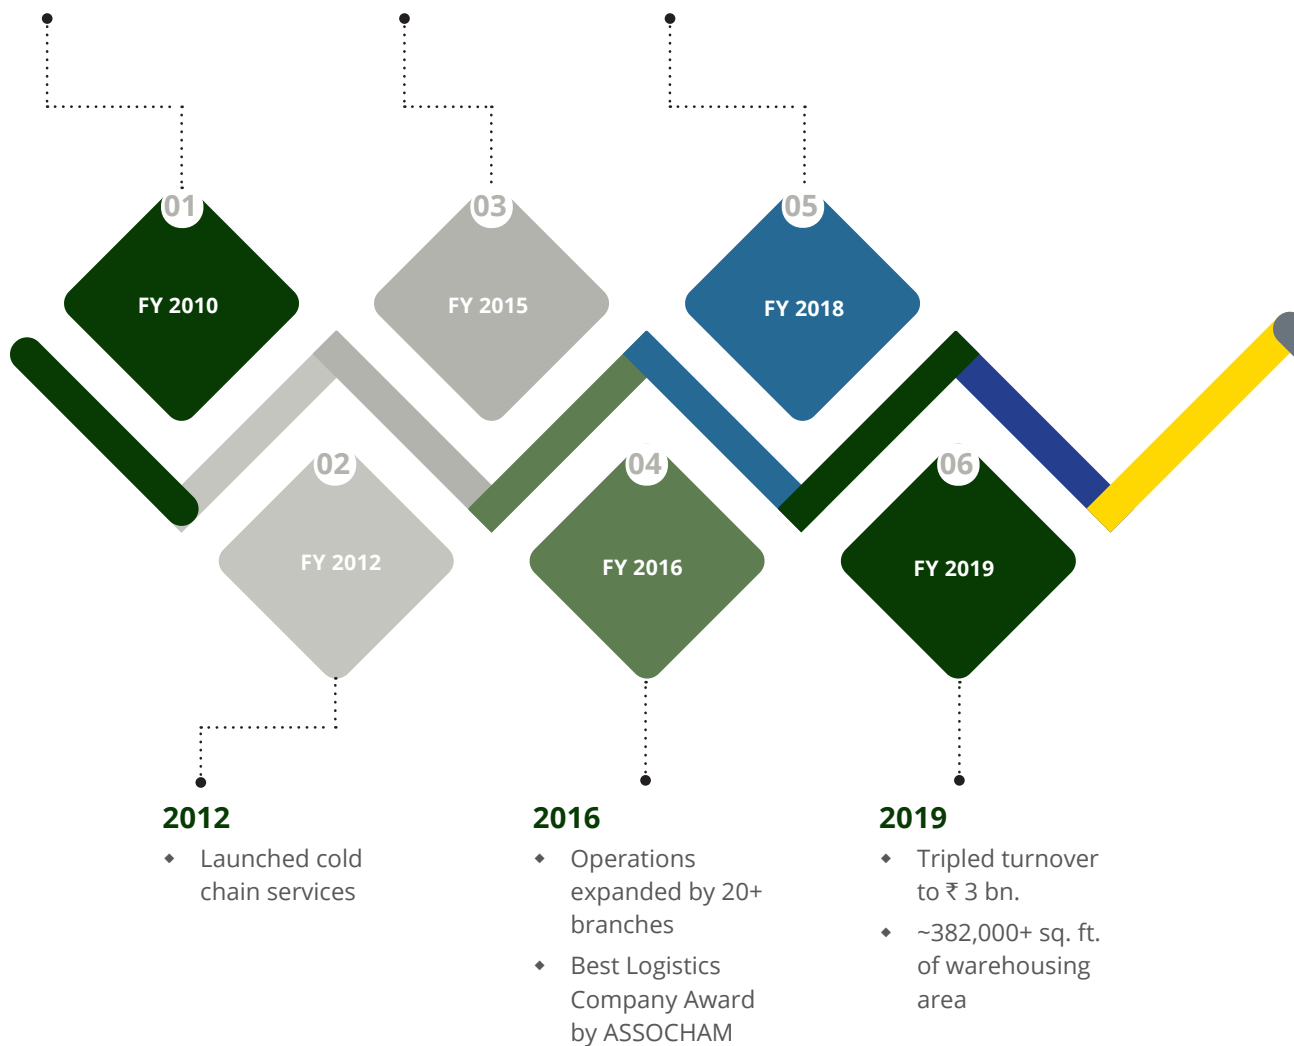 01
03
05
FY 2010
FY 2015
FY 2018
02
04
06
FY 2012
FY 2016
FY 2019
2012
◆ Launched cold
chain services
2016
◆ Operations
expanded by 20+
branches
◆ Best Logistics
Company Award
by ASSOCHAM
2019
◆ Tripled turnover
to ₹ 3 bn.
◆ ~382,000+ sq. ft.
of warehousing
area